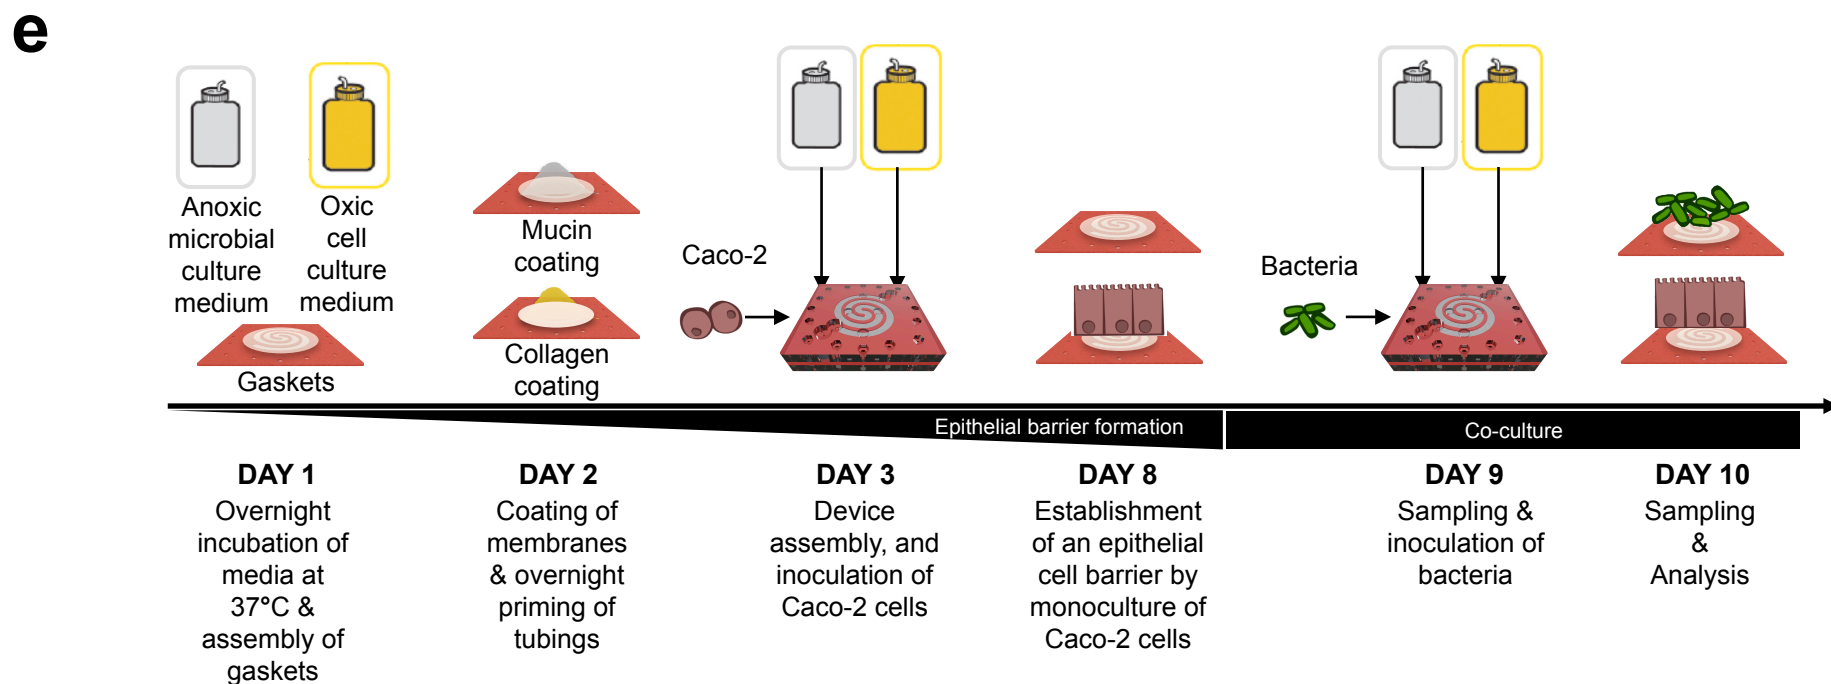 e
Anoxic
microbial
culture
medium
Oxic
cell
culture
medium
Gaskets
Mucin
coating
Collagen
coating
Caco-2
Bacteria
Epithelial barrier formation
Co-culture
DAY 1
Overnight
incubation of
media at
37°C &
assembly of
gaskets
DAY 2
Coating of
membranes
& overnight
priming of
tubings
DAY 3
Device
assembly, and
inoculation of
Caco-2 cells
DAY 8
Establishment
of an epithelial
cell barrier by
monoculture of
Caco-2 cells
DAY 9
Sampling &
inoculation of
bacteria
DAY 10
Sampling
&
Analysis